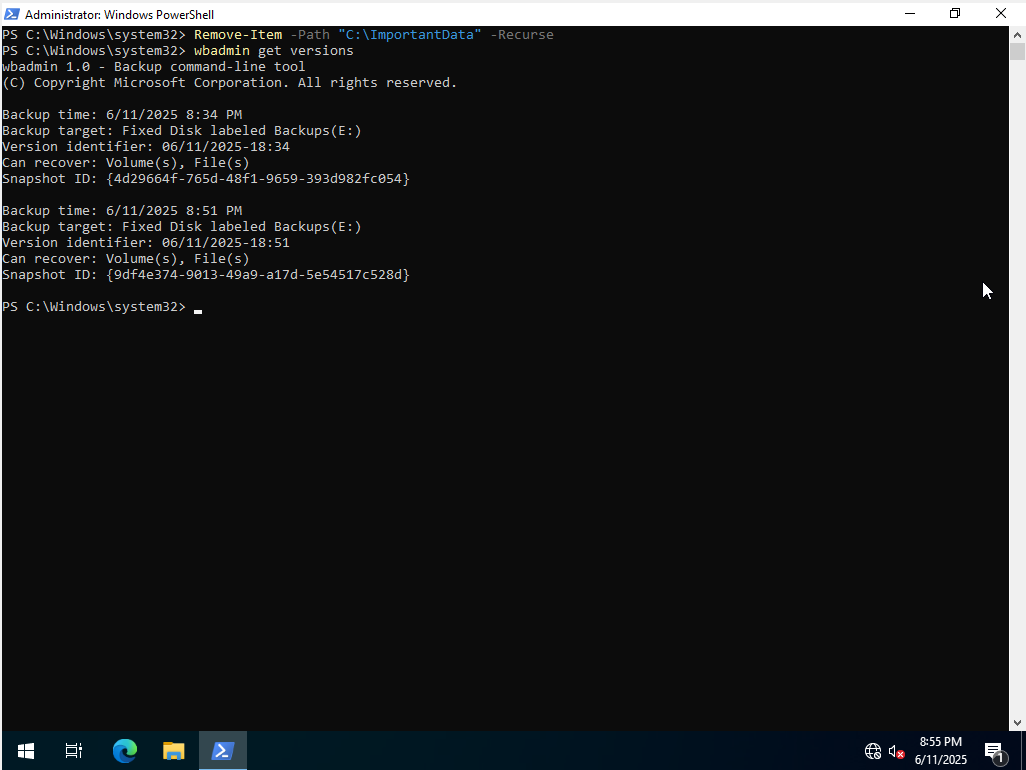 Administrator: Windows PowerShell
PS C:\Windows\system32> Remove-Item -Path "C:\ImportantData" -Recurse
PS C:\Windows\system32> wbadmin get versions
wbadmin 1.0 - Backup command-line tool
(C) Copyright Microsoft Corporation. All rights reserved.
Backup time: 6/11/2025 8:34 PM
Backup target: Fixed Disk labeled Backups(E:)
Version identifier: 06/11/2025-18:34
Can recover: Volume(s), File(s)
Snapshot ID: {4d29664f-765d-48f1-9659-393d982fc054}
Backup time: 6/11/2025 8:51 PM
Backup target: Fixed Disk labeled Backups(E:)
Version identifier: 06/11/2025-18:51
Can recover: Volume(s), File(s)
Snapshot ID: {9df4e374-9013-49a9-a17d-5e54517c528d}
PS C:\Windows\system32>
8:55 PM
6/11/2025
1